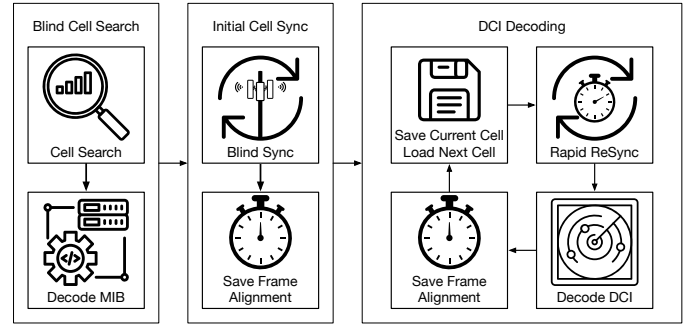 Blind Cell Search
Cell Search
</>
Decode MIB
Initial Cell Sync
Blind Sync
Save Frame
Alignment
DCI Decoding
Save Current Cell
Load Next Cell
Rapid ReSync
Save Frame
Alignment
Decode DCI